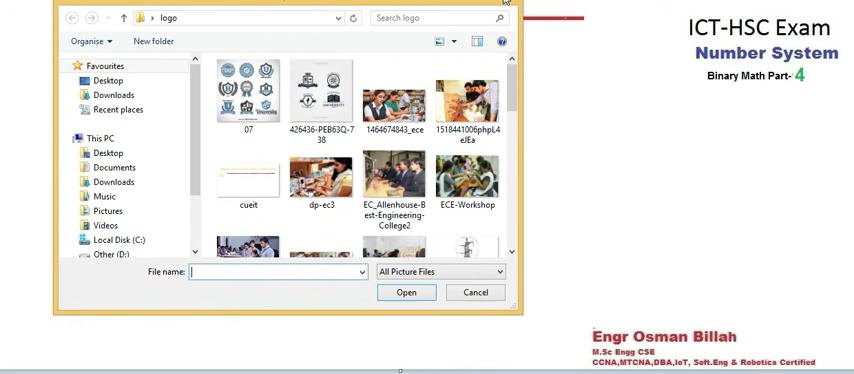 logo
Search logo
ICT-HSC Exam
Organise
New folder
Number System
Binary Math Part- 4
Favourites
Desktop
Downloads
Recent places
This PC
Desktop
Documents
Downloads
Music
Pictures
Videos
Local Disk (C:)
Other (D:)
07
426436-PEB63Q-7
38
1464674843_ece
1518441006phpL4
eJEa
cueit
dp-ec3
EC_Allenhouse-B
est-Engineering-
College2
ECE-Workshop
File name:
All Picture Files
Open
Cancel
Engr Osman Billah
M.Sc Engg CSE
CCNA,MTCNA,DBA,IoT, Soft.Eng & Robotics Certified